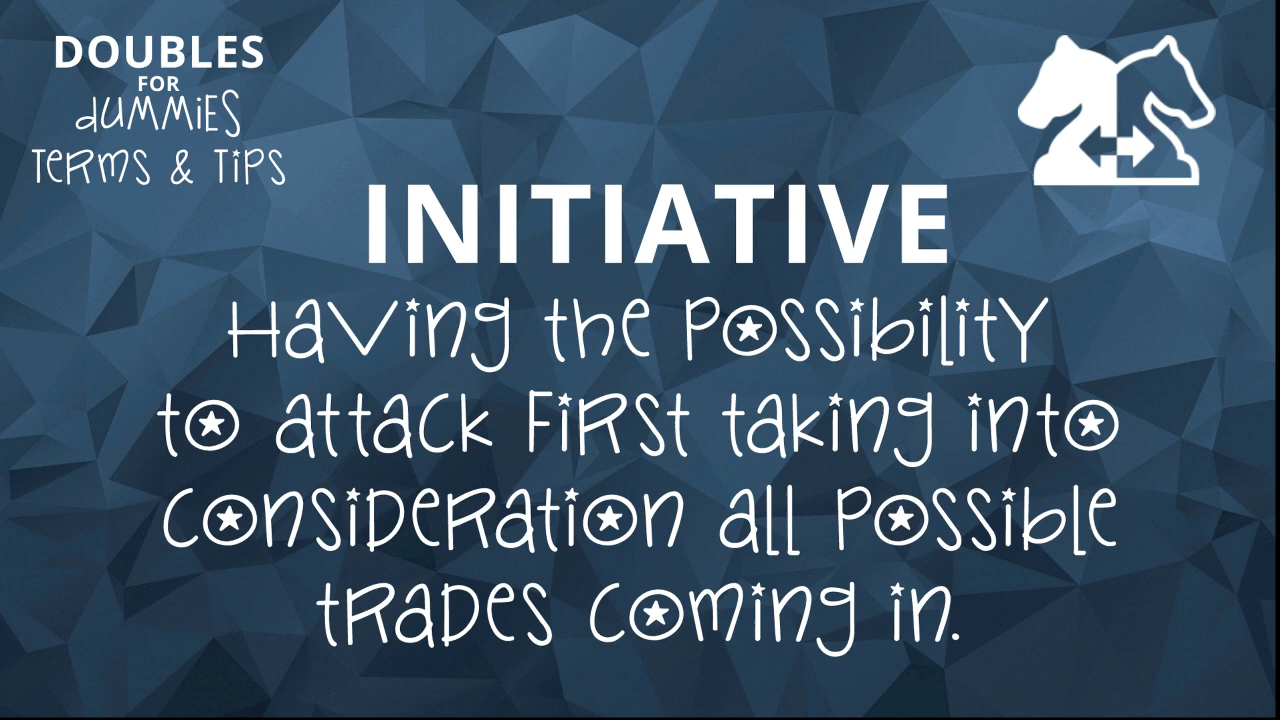 DOUBLES
FOR
dUMMiES
TeRms & TiPS
INITIATIVE
Having the Possibility
to attack FiRst taking into
ConsideRation all Possible
tRades Coming in.